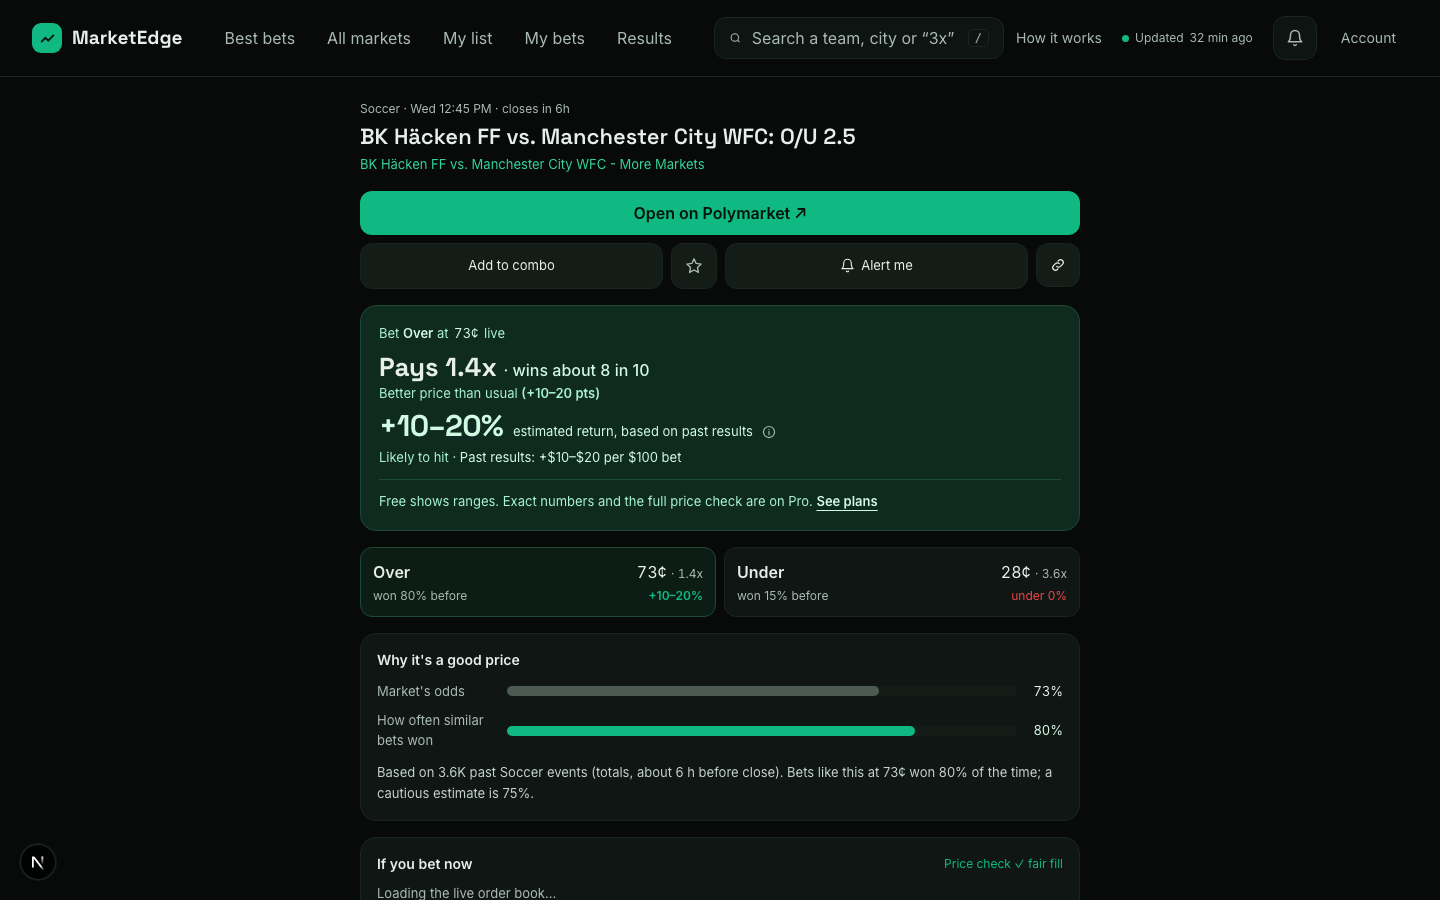 MarketEdge
Best bets
All markets
My list
My bets
Results
Search a team, city or “3x” /
How it works
Updated 32 min ago
Account
Soccer · Wed 12:45 PM · closes in 6h
BK Häcken FF vs. Manchester City WFC: O/U 2.5
BK Häcken FF vs. Manchester City WFC - More Markets
Open on Polymarket ↗
Add to combo
Alert me
Bet Over at 73¢ live
Pays 1.4x · wins about 8 in 10
Better price than usual (+10–20 pts)
+10–20% estimated return, based on past results
Likely to hit · Past results: +$10–$20 per $100 bet
Free shows ranges. Exact numbers and the full price check are on Pro. See plans
Over 73¢ · 1.4x
won 80% before +10–20%
Under 28¢ · 3.6x
won 15% before under 0%
Why it's a good price
Market's odds 73%
How often similar
bets won 80%
Based on 3.6K past Soccer events (totals, about 6 h before close). Bets like this at 73¢ won 80% of the time; a
cautious estimate is 75%.
If you bet now
Price check ✓ fair fill
Loading the live order book…
N